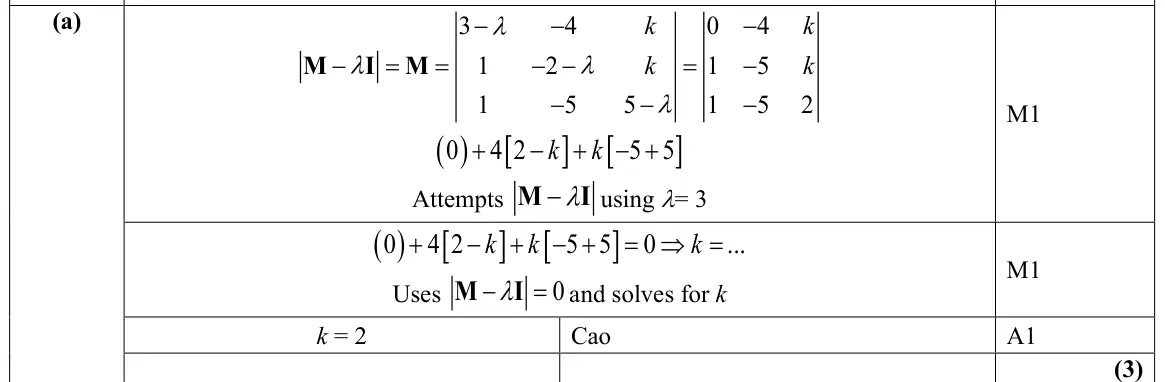 (a)
|M − λI| = M = |3−λ −4 k; 1 −2−λ k; 1 −5 5−λ| = |0 −4 k; 1 −5 k; 1 −5 2|
(0)+4[2−k]+k[−5+5]
Attempts |M − λI| using λ= 3
M1
(0)+4[2−k]+k[−5+5]=0⇒k=...
Uses |M − λI| = 0 and solves for k
M1
k = 2 Cao A1
(3)